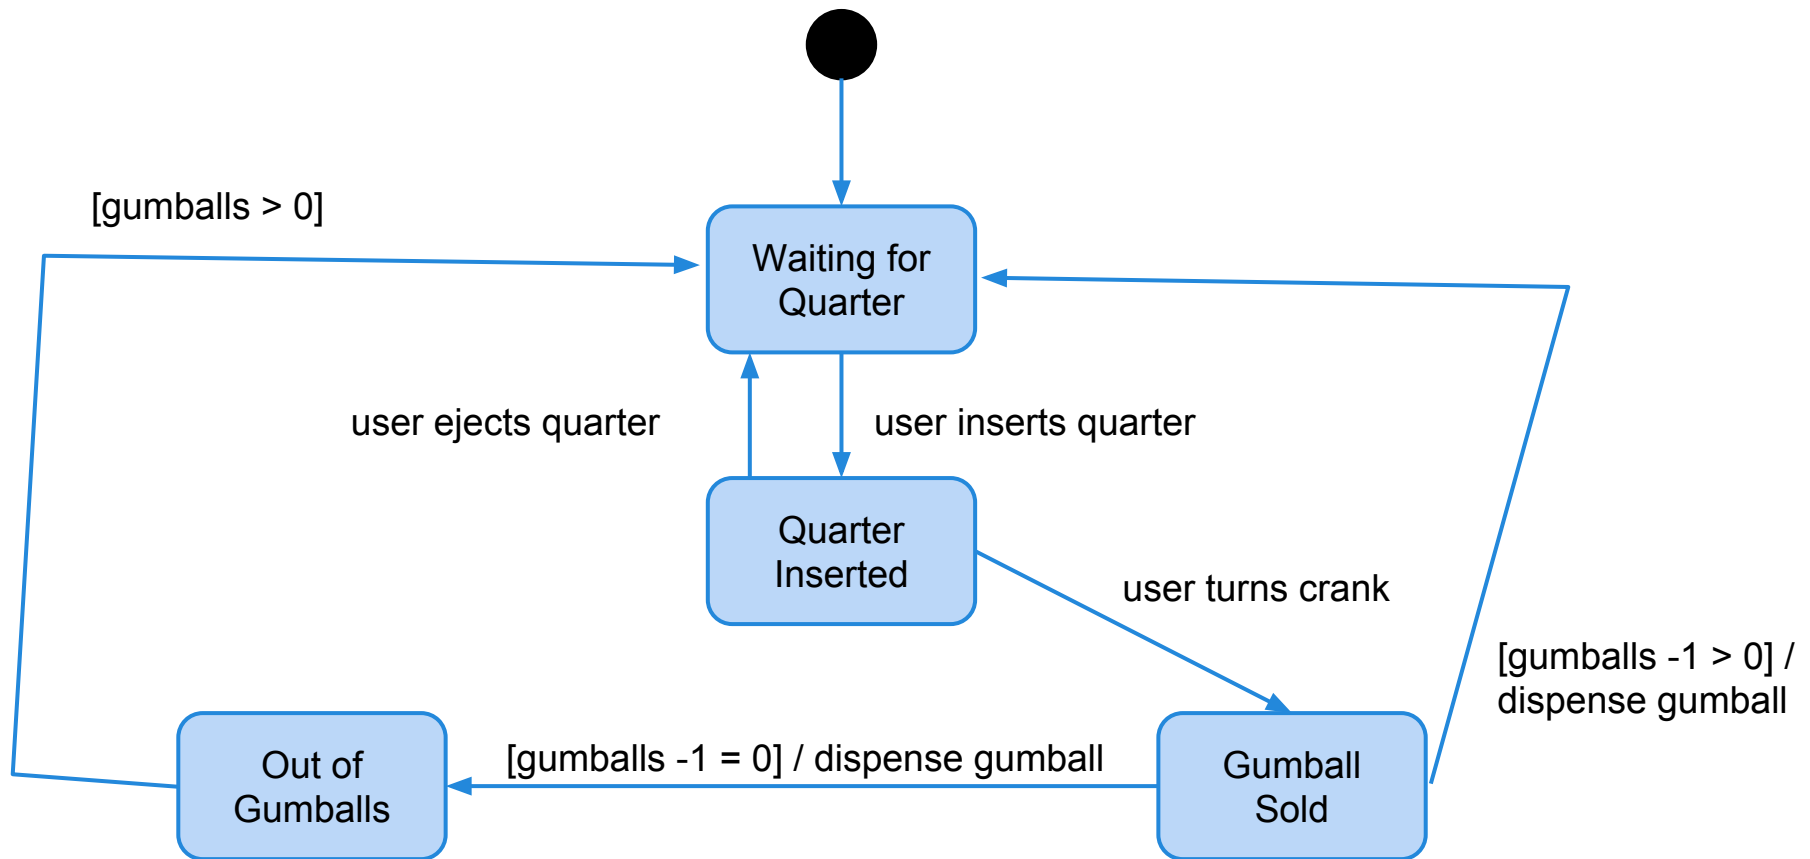 [gumballs > 0]
Waiting for
Quarter
user ejects quarter
user inserts quarter
Quarter
Inserted
user turns crank
[gumballs -1 > 0] /
dispense gumball
[gumballs -1 = 0] / dispense gumball
Out of
Gumballs
Gumball
Sold